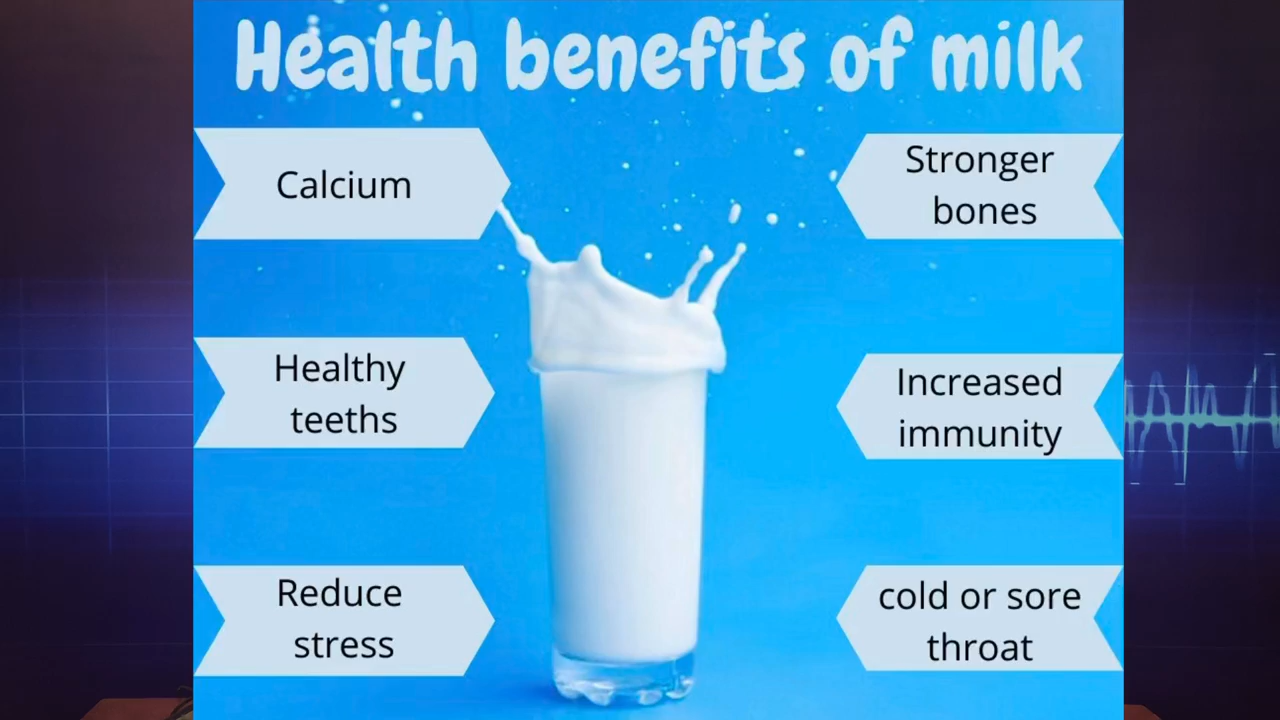 Health benefits of milk
Calcium
Stronger
bones
Healthy
teeths
Increased
immunity
Reduce
stress
cold or sore
throat